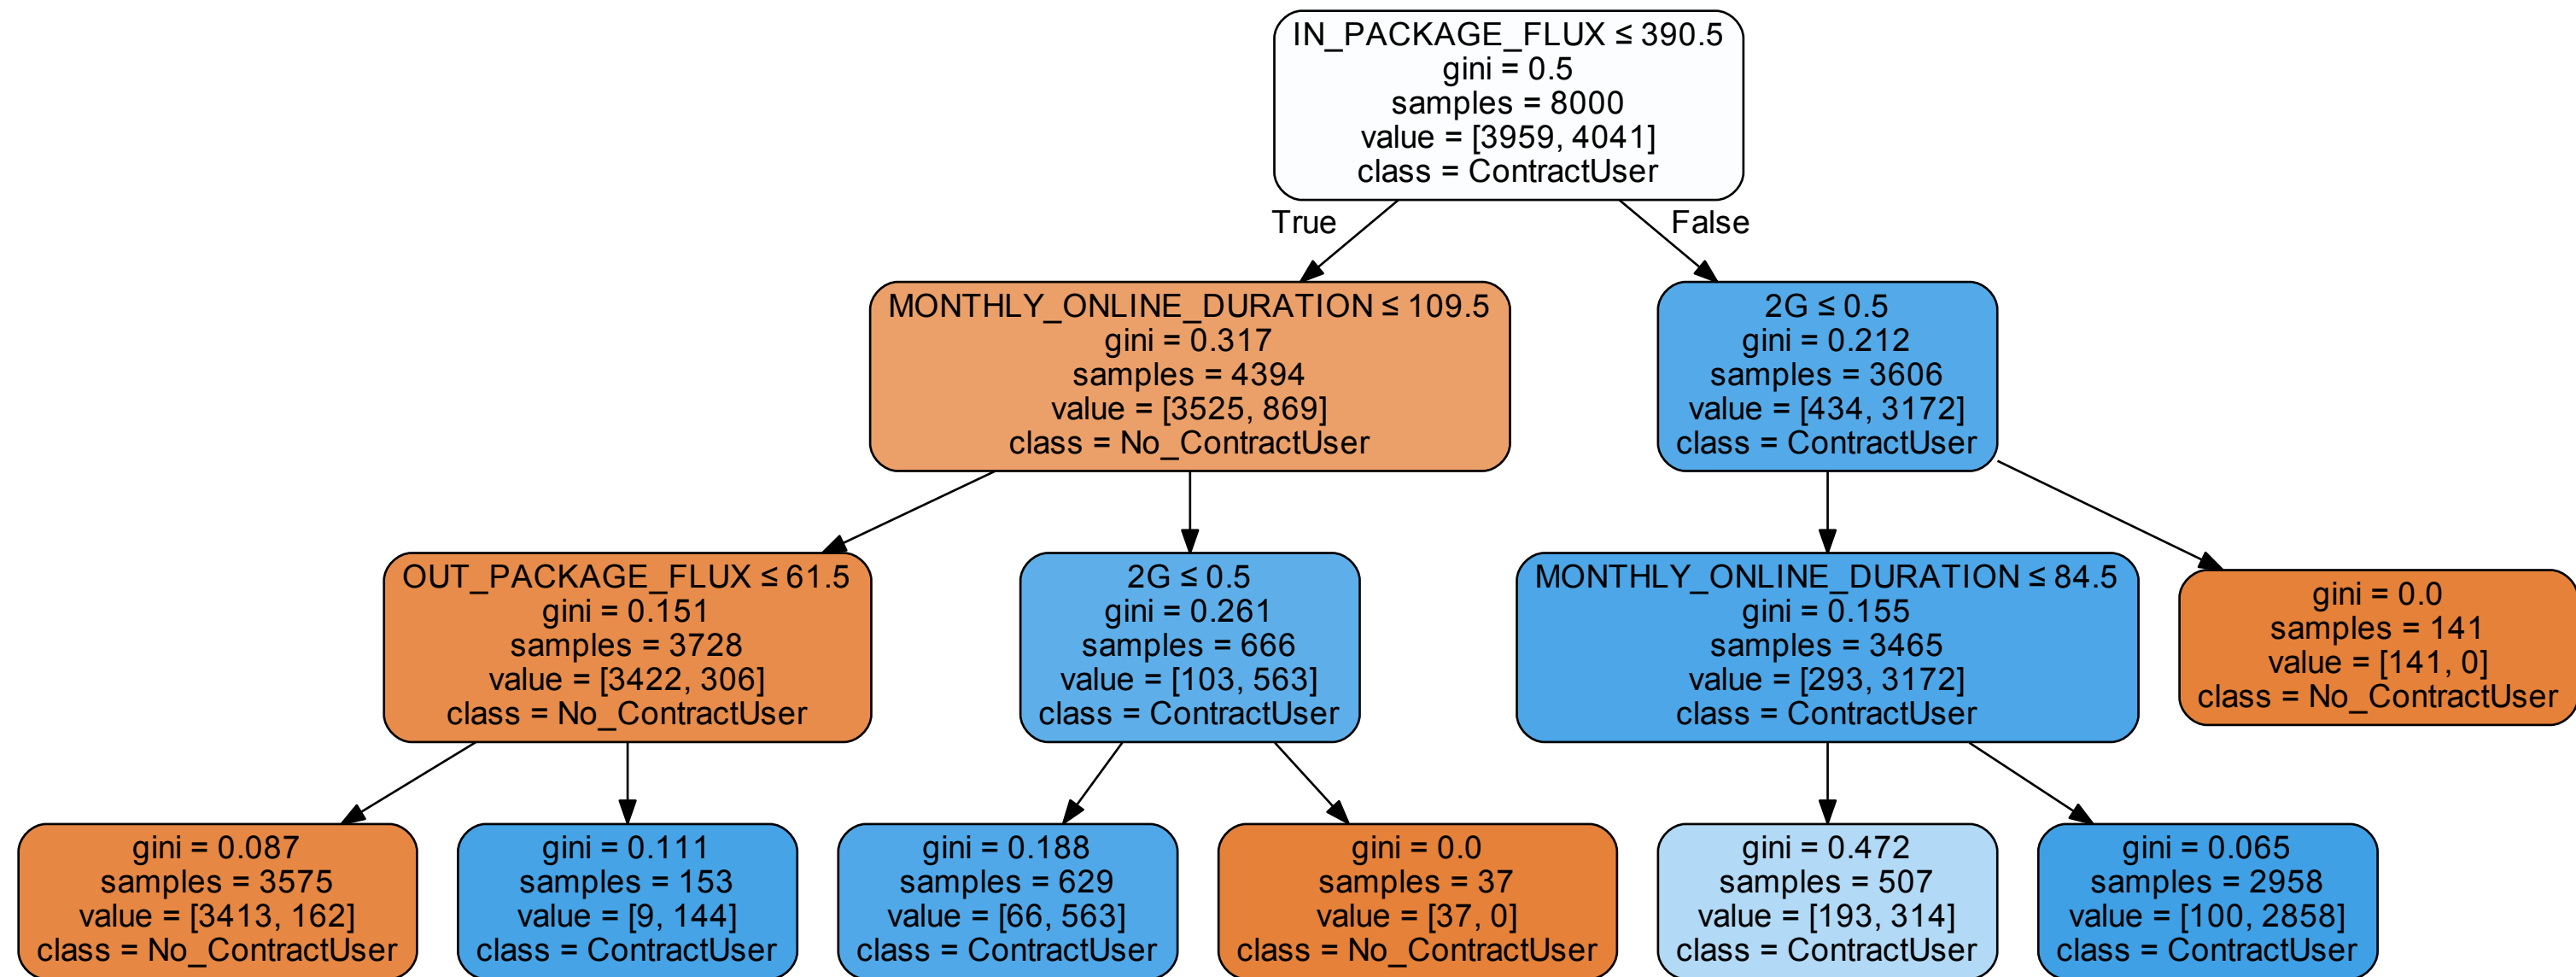 IN_PACKAGE_FLUX ≤ 390.5
gini = 0.5
samples = 8000
value = [3959, 4041]
class = ContractUser
True
False
MONTHLY_ONLINE_DURATION ≤ 109.5
gini = 0.317
samples = 4394
value = [3525, 869]
class = No_ContractUser
2G ≤ 0.5
gini = 0.212
samples = 3606
value = [434, 3172]
class = ContractUser
OUT_PACKAGE_FLUX ≤ 61.5
gini = 0.151
samples = 3728
value = [3422, 306]
class = No_ContractUser
2G ≤ 0.5
gini = 0.261
samples = 666
value = [103, 563]
class = ContractUser
MONTHLY_ONLINE_DURATION ≤ 84.5
gini = 0.155
samples = 3465
value = [293, 3172]
class = ContractUser
gini = 0.0
samples = 141
value = [141, 0]
class = No_ContractUser
gini = 0.087
samples = 3575
value = [3413, 162]
class = No_ContractUser
gini = 0.111
samples = 153
value = [9, 144]
class = ContractUser
gini = 0.188
samples = 629
value = [66, 563]
class = ContractUser
gini = 0.0
samples = 37
value = [37, 0]
class = No_ContractUser
gini = 0.472
samples = 507
value = [193, 314]
class = ContractUser
gini = 0.065
samples = 2958
value = [100, 2858]
class = ContractUser